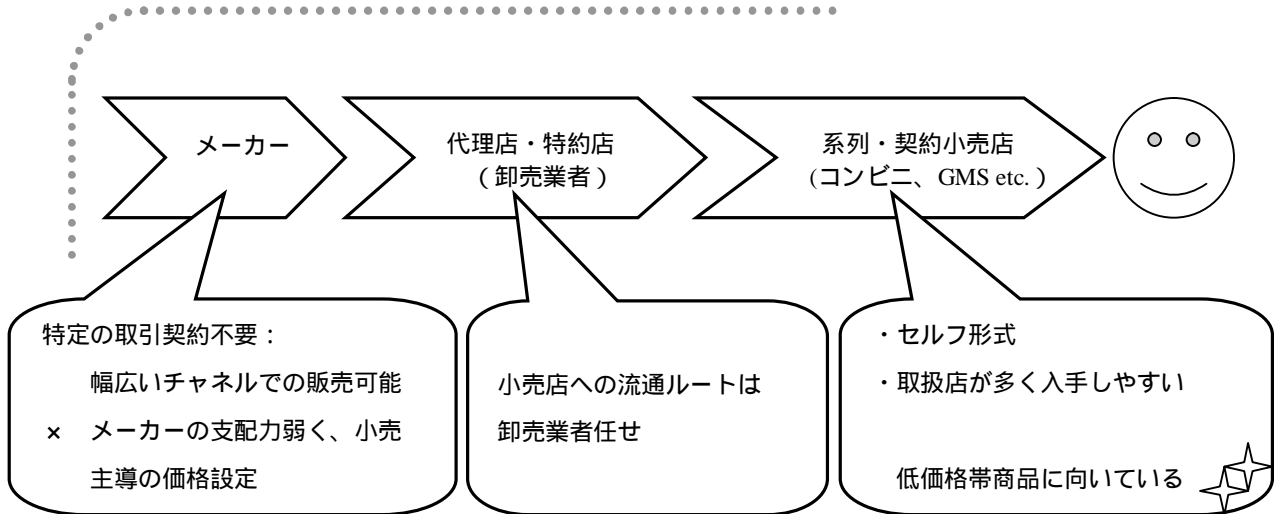 メーカー
代理店・特約店
(卸売業者)
系列・契約小売店
(コンビニ、GMS etc.)
特定の取引契約不要:
幅広いチャネルでの販売可能
× メーカーの支配力弱く、小売
主導の価格設定
小売店への流通ルートは
卸売業者任せ
・セルフ形式
・取扱店が多く入手しやすい
低価格帯商品に向いている